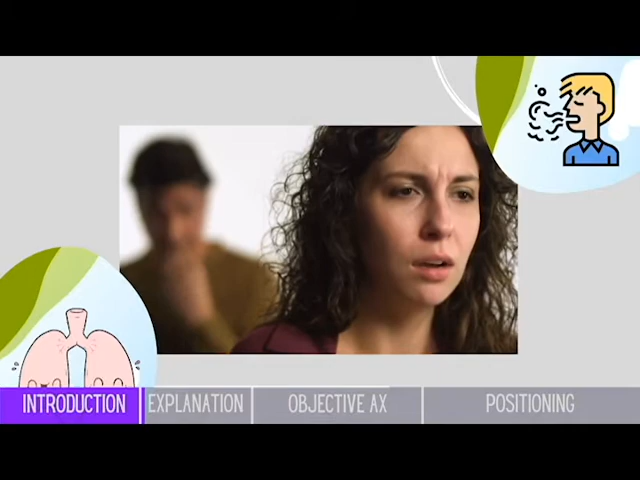 INTRODUCTION
EXPLANATION
OBJECTIVE AX
POSITIONING